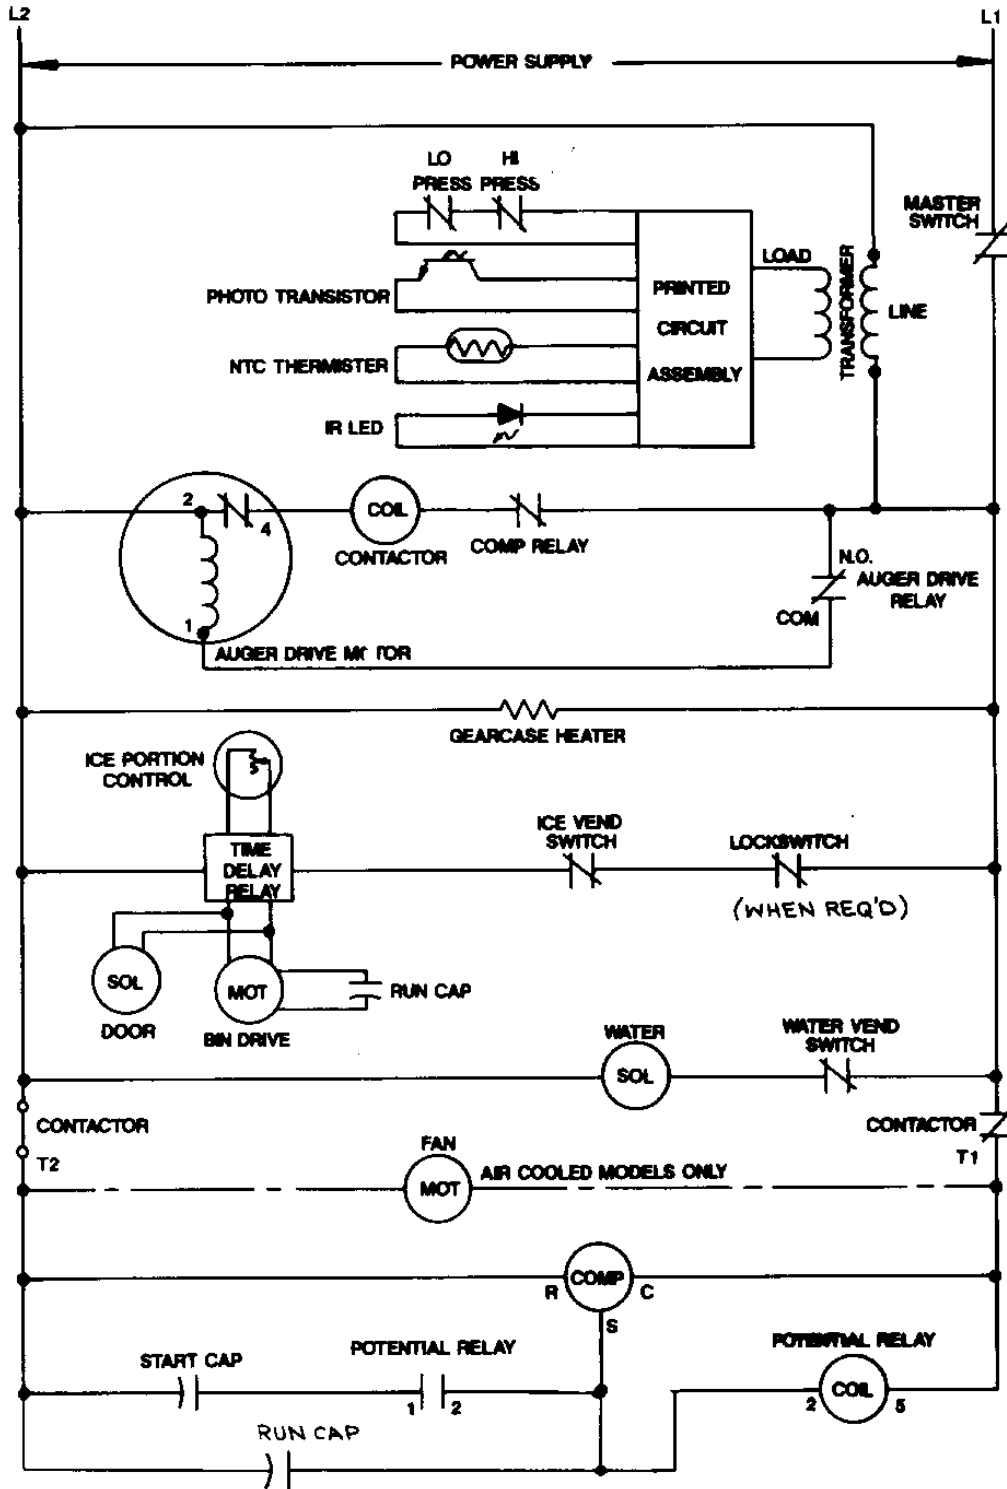 L2
L1
POWER SUPPLY
LO
PRESS
HI
PRESS
MASTER
SWITCH
LOAD
TRANSFORMER
LINE
PHOTO TRANSISTOR
PRINTED
CIRCUIT
ASSEMBLY
NTC THERMISTER
IR LED
2
4
COIL
CONTACTOR
COMP RELAY
N.O.
AUGER DRIVE
RELAY
COM
1
AUGER DRIVE MOTOR
GEARCASE HEATER
ICE PORTION
CONTROL
TIME
DELAY
RELAY
ICE VEND
SWITCH
LOCKSWITCH
(WHEN REQ'D)
SOL
DOOR
MOT
BIN DRIVE
RUN CAP
WATER
SOL
WATER VEND
SWITCH
CONTACTOR
T2
CONTACTOR
T1
FAN
MOT
AIR COOLED MODELS ONLY
R
COMP
C
S
START CAP
POTENTIAL RELAY
1
2
POTENTIAL RELAY
2
COIL
5
RUN CAP